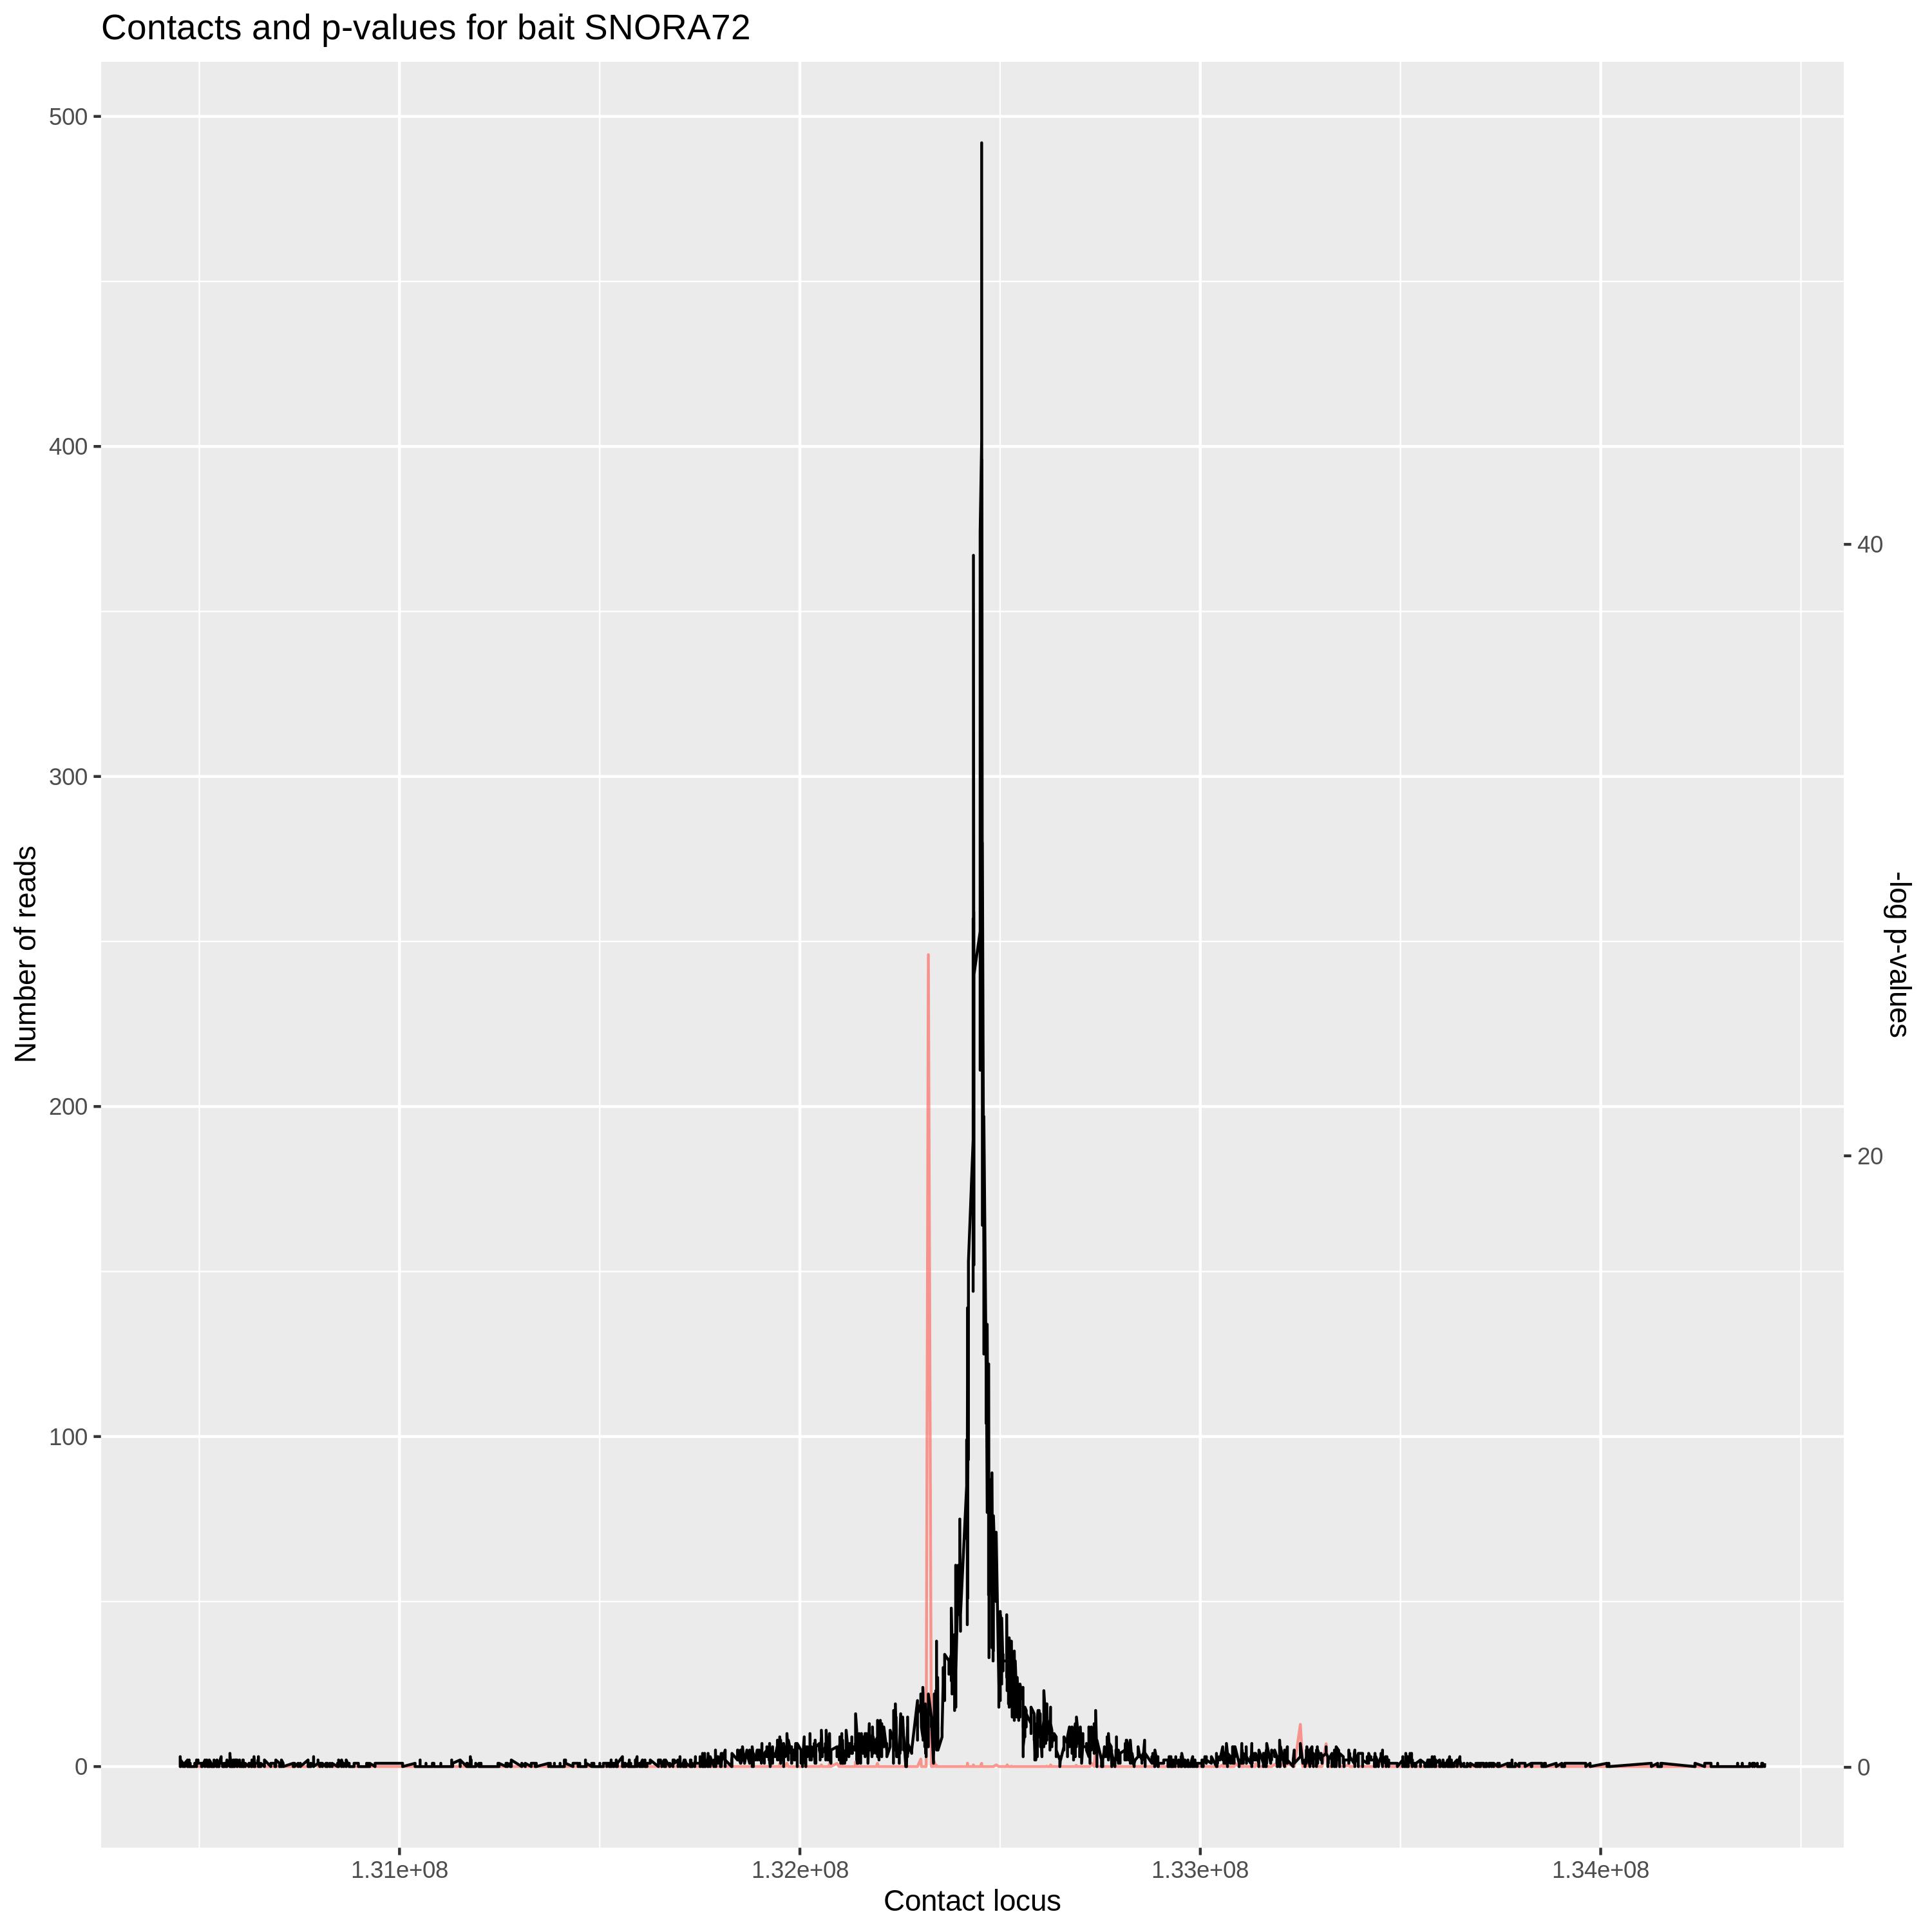 Contacts and p-values for bait SNORA72
500
400
300
200
100
0
Number of reads
40
20
0
-log p-values
1.31e+08
1.32e+08
1.33e+08
1.34e+08
Contact locus